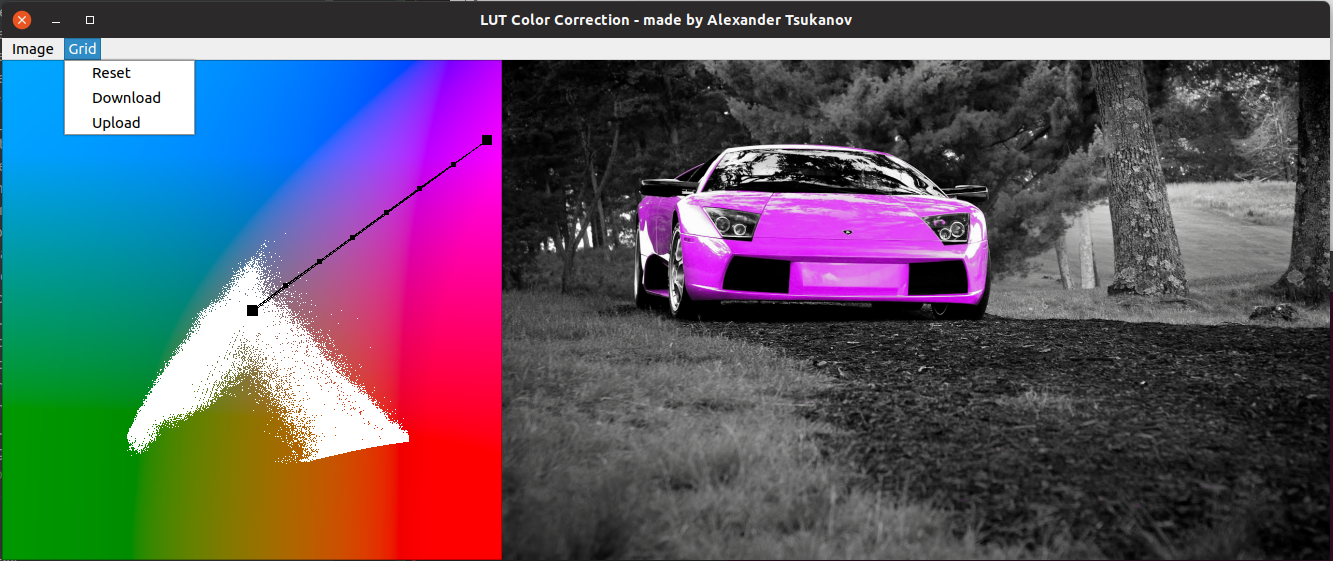 LUT Color Correction - made by Alexander Tsukanov
Image Grid
Reset
Download
Upload